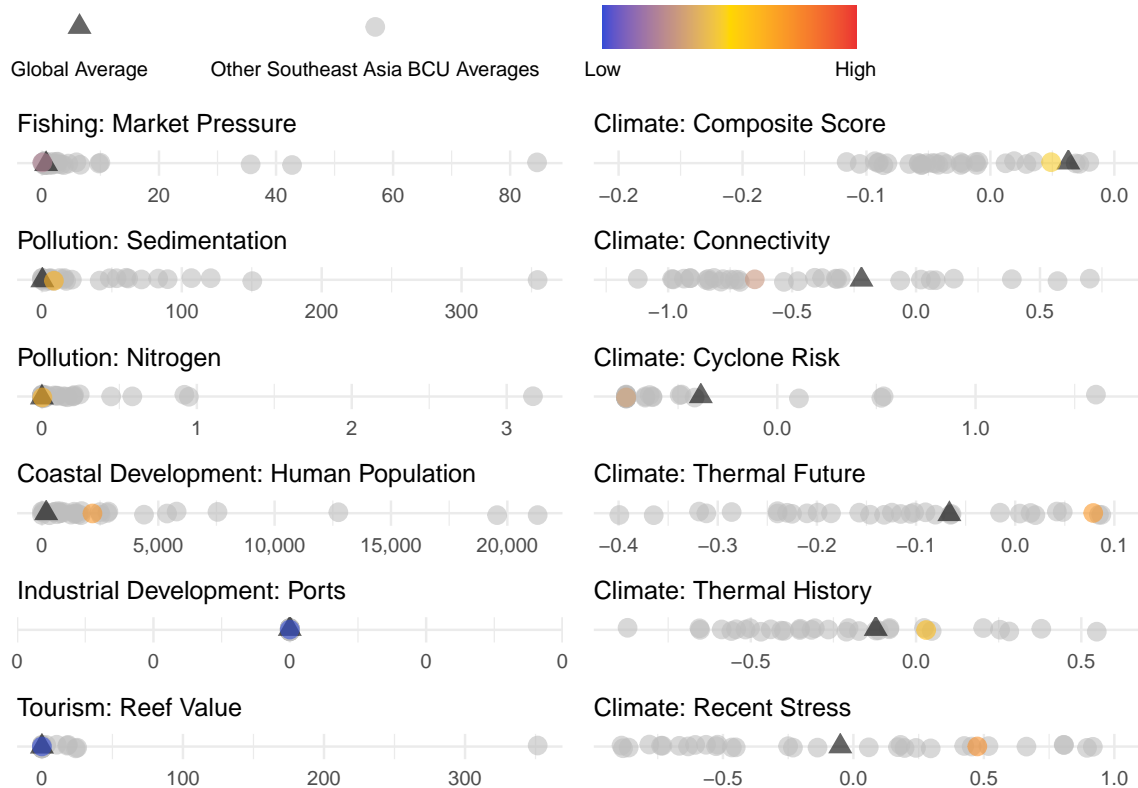 Global Average Other Southeast Asia BCU Averages Low High
Fishing: Market Pressure
0 20 40 60 80
Pollution: Sedimentation
0 100 200 300
Pollution: Nitrogen
0 1 2 3
Coastal Development: Human Population
0 5,000 10,000 15,000 20,000
Industrial Development: Ports
0 0 0 0 0
Tourism: Reef Value
0 100 200 300
Climate: Composite Score
−0.2 −0.2 −0.1 0.0 0.0
Climate: Connectivity
−1.0 −0.5 0.0 0.5
Climate: Cyclone Risk
0.0 1.0
Climate: Thermal Future
−0.4 −0.3 −0.2 −0.1 0.0 0.1
Climate: Thermal History
−0.5 0.0 0.5
Climate: Recent Stress
−0.5 0.0 0.5 1.0